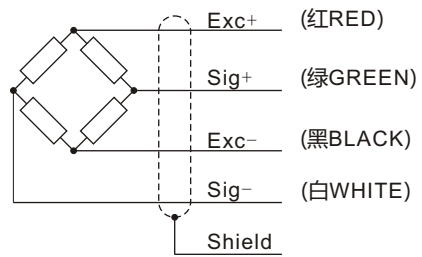 Exc+ (红RED)
Sig+ (绿GREEN)
Exc− (黑BLACK)
Sig− (白WHITE)
Shield